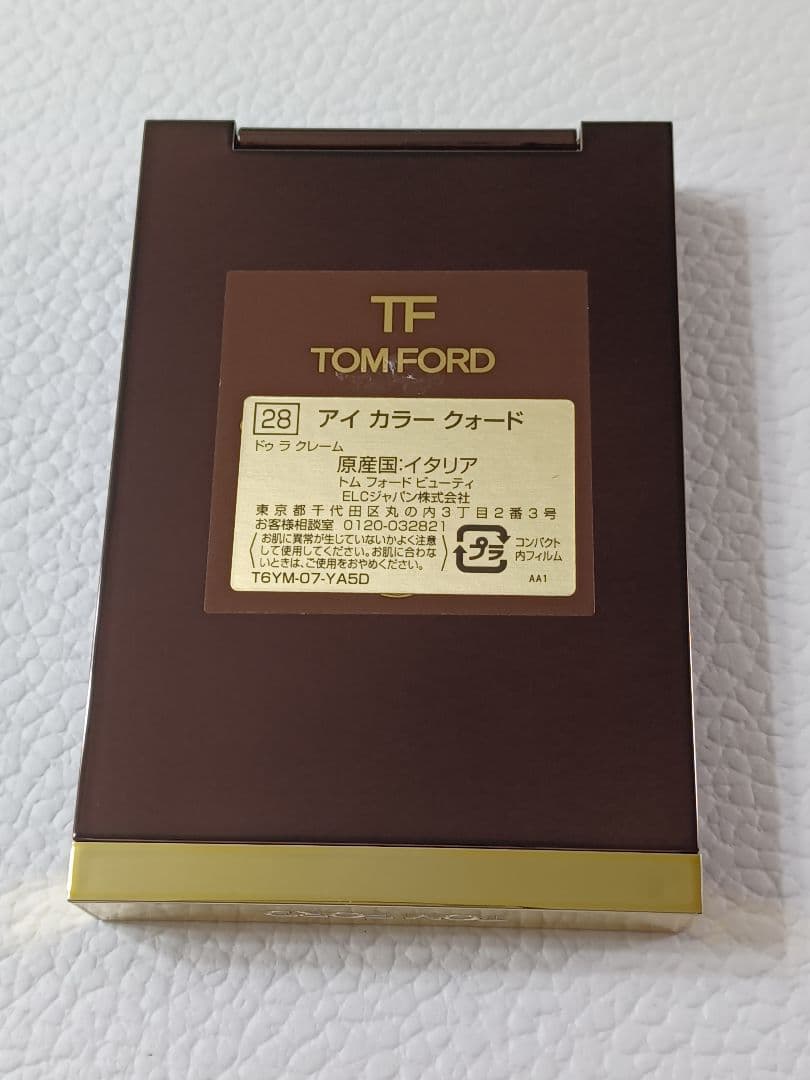 TF
TOM FORD
28 アイ カラー クォード
ドゥ ラ クレーム
原産国:イタリア
トム フォード ビューティ
ELCジャパン株式会社
東京都千代田区丸の内3丁目2番3号
お客様相談室 0120-032821
お肌に異常が生じていないかよく注意
して使用してください。お肌に合わな
いときは、ご使用をおやめください。
プラ
コンパクト
内フィルム
T6YM-07-YA5D
AA1
TOM FORD